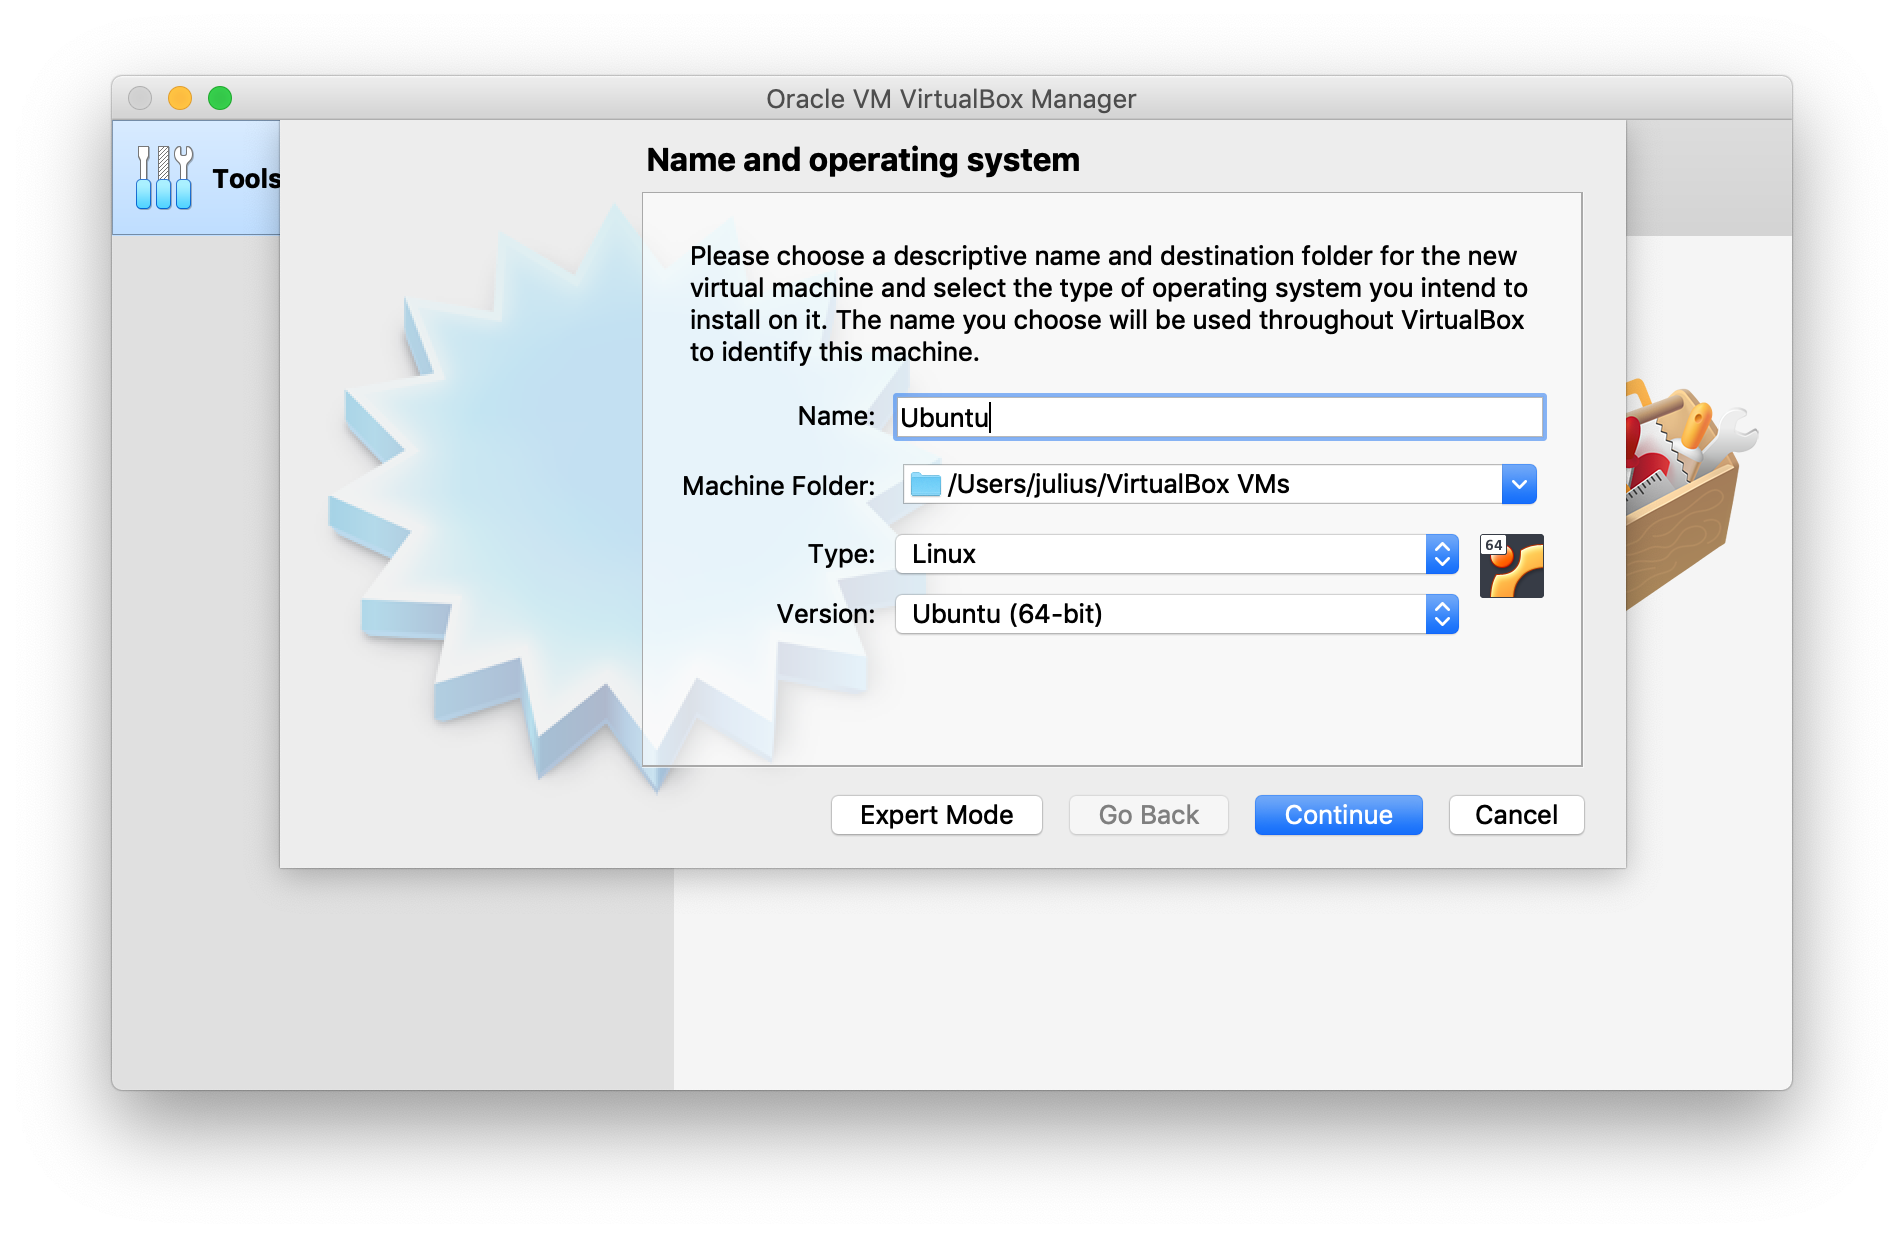 Oracle VM VirtualBox Manager
Tools
Name and operating system
Please choose a descriptive name and destination folder for the new
virtual machine and select the type of operating system you intend to
install on it. The name you choose will be used throughout VirtualBox
to identify this machine.
Name: Ubuntu
Machine Folder: /Users/julius/VirtualBox VMs
Type: Linux
64
Version: Ubuntu (64-bit)
Expert Mode Go Back Continue Cancel